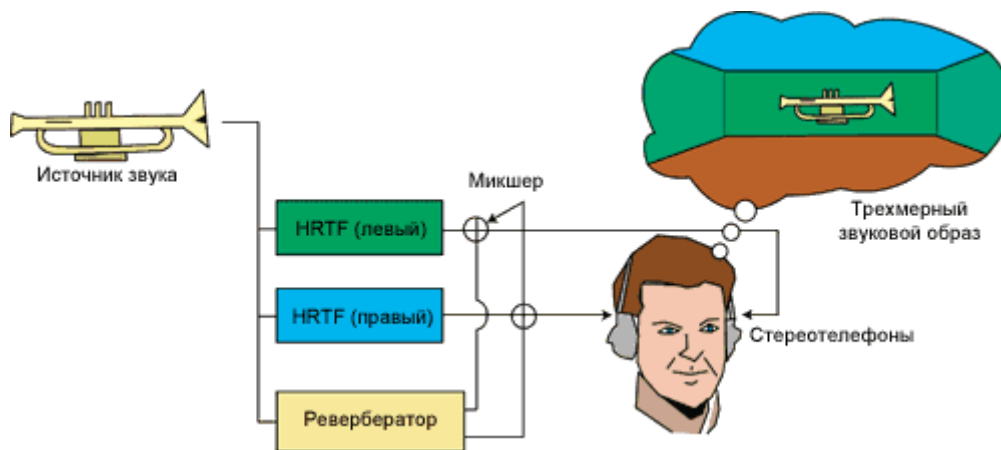 Источник звука
Микшер
Трехмерный
звуковой образ
HRTF (левый)
HRTF (правый)
Стереотелефоны
Ревербератор